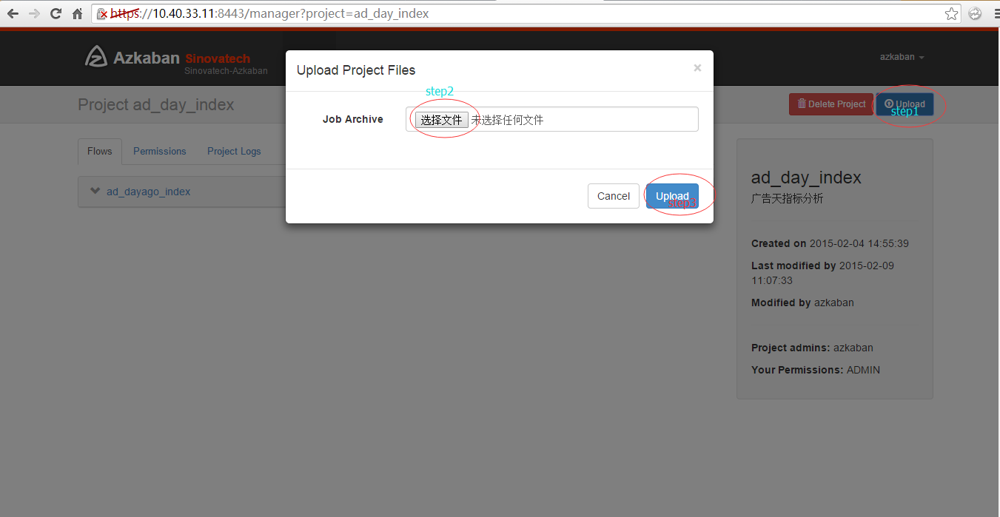 https://10.40.33.11:8443/manager?project=ad_day_index
Azkaban Sinovatech
Sinovatech-Azkaban
azkaban
Upload Project Files
×
step2
Job Archive
选择文件 未选择任何文件
Cancel
Upload
step3
Project ad_day_index
Delete Project
Upload
step1
Flows
Permissions
Project Logs
ad_dayago_index
ad_day_index
广告天指标分析
Created on 2015-02-04 14:55:39
Last modified by 2015-02-09
11:07:33
Modified by azkaban
Project admins: azkaban
Your Permissions: ADMIN